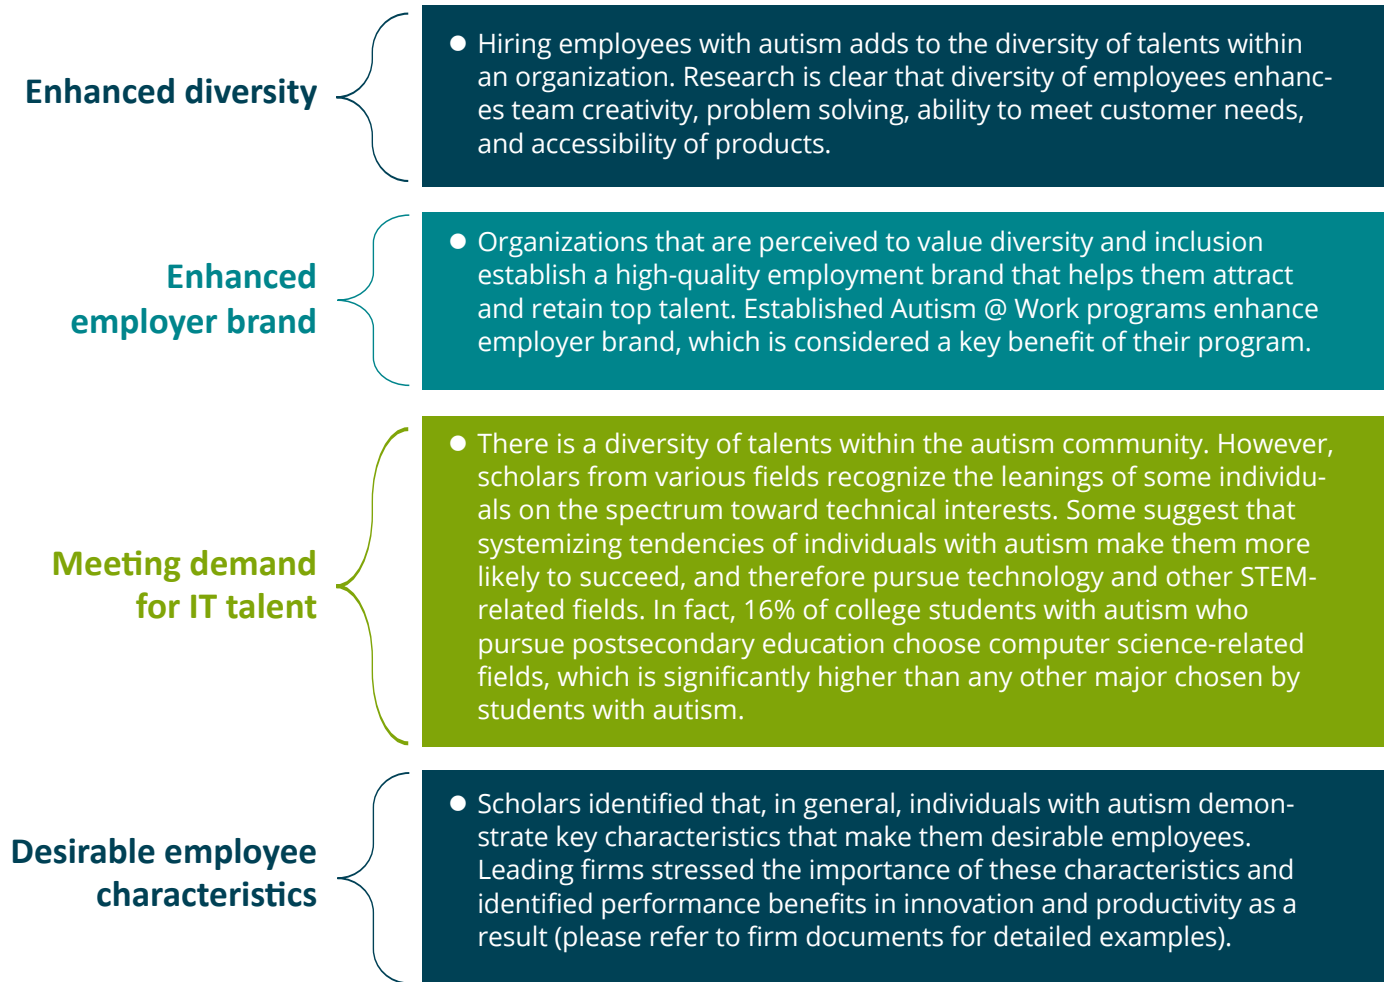 Enhanced diversity
Hiring employees with autism adds to the diversity of talents within
an organization. Research is clear that diversity of employees enhanc-
es team creativity, problem solving, ability to meet customer needs,
and accessibility of products.
Enhanced
employer brand
Organizations that are perceived to value diversity and inclusion
establish a high-quality employment brand that helps them attract
and retain top talent. Established Autism @ Work programs enhance
employer brand, which is considered a key benefit of their program.
Meeting demand
for IT talent
There is a diversity of talents within the autism community. However,
scholars from various fields recognize the leanings of some individu-
als on the spectrum toward technical interests. Some suggest that
systemizing tendencies of individuals with autism make them more
likely to succeed, and therefore pursue technology and other STEM-
related fields. In fact, 16% of college students with autism who
pursue postsecondary education choose computer science-related
fields, which is significantly higher than any other major chosen by
students with autism.
Desirable employee
characteristics
Scholars identified that, in general, individuals with autism demon-
strate key characteristics that make them desirable employees.
Leading firms stressed the importance of these characteristics and
identified performance benefits in innovation and productivity as a
result (please refer to firm documents for detailed examples).